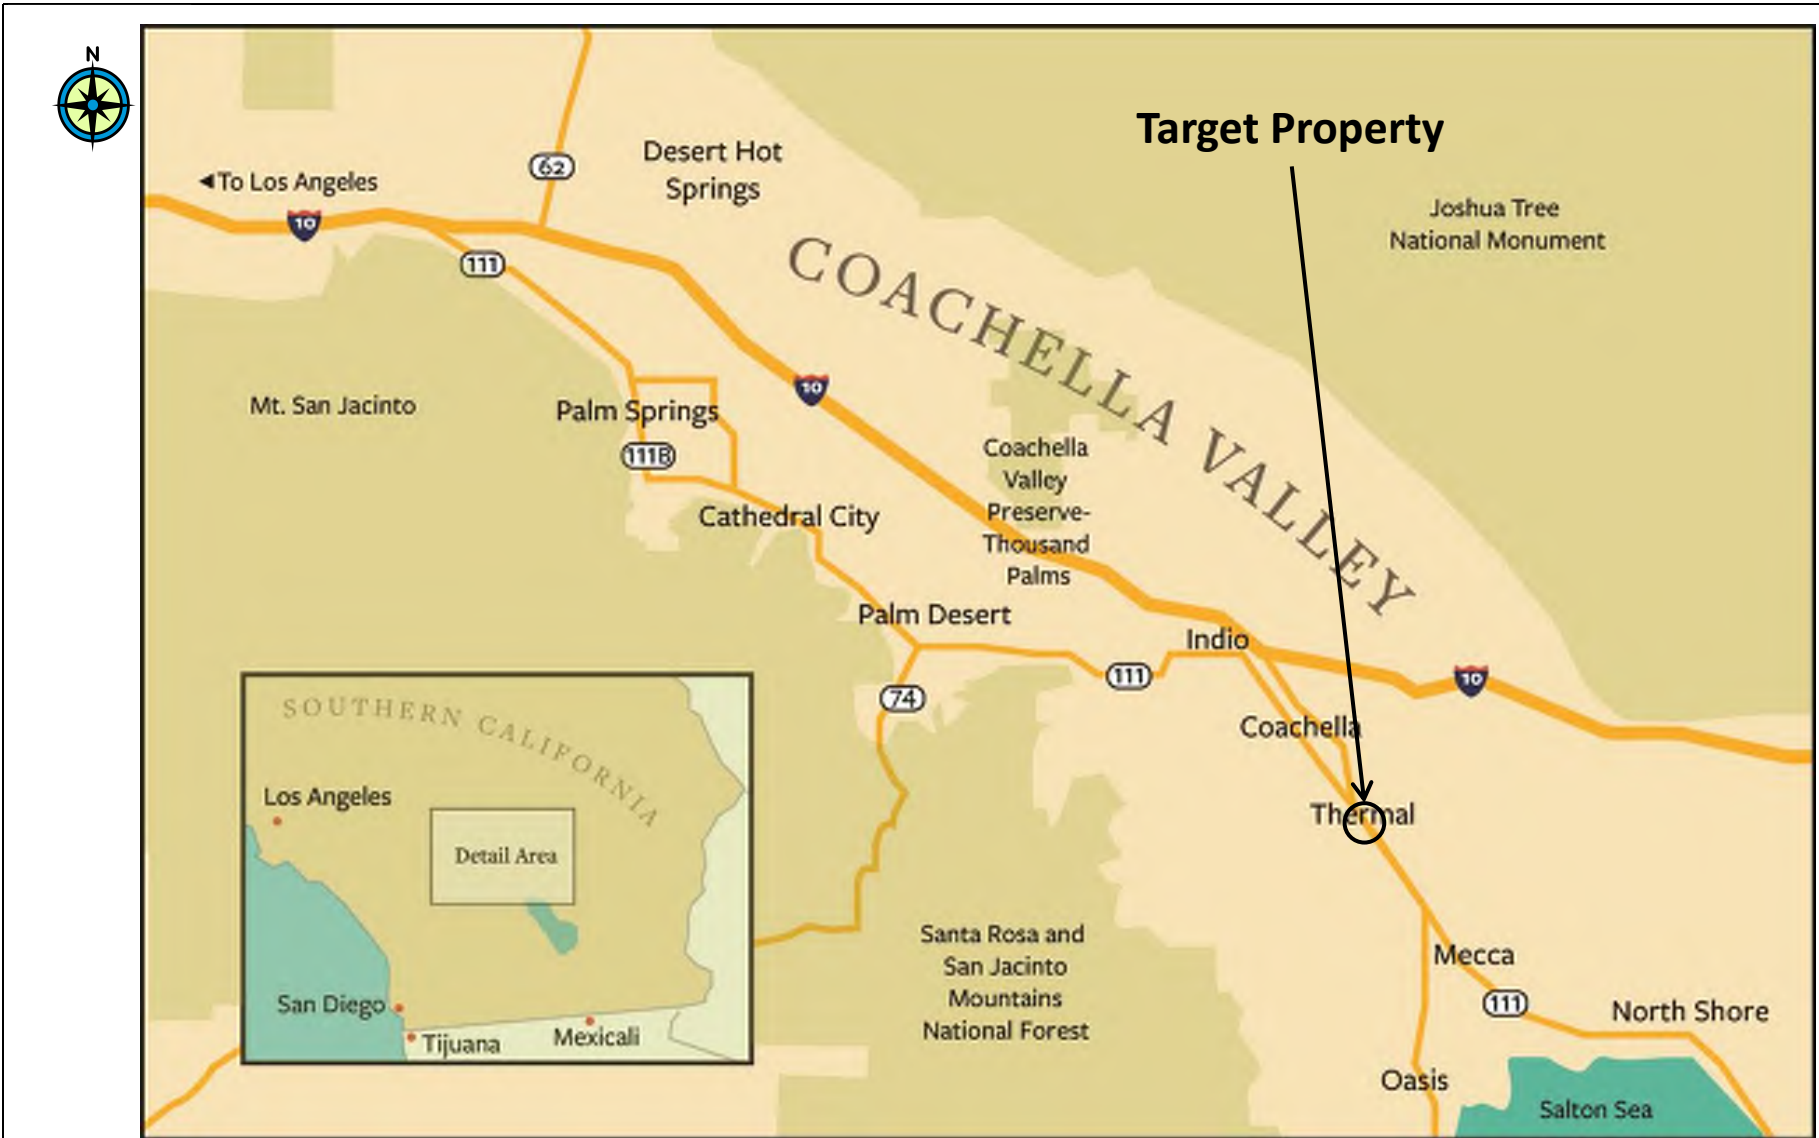 N
Target Property
Desert Hot
Springs
62
◄To Los Angeles
10
111
Joshua Tree
National Monument
COACHELLA VALLEY
Mt. San Jacinto
Palm Springs
10
111B
Coachella
Valley
Preserve-
Thousand
Palms
Cathedral City
Palm Desert
Indio
111
10
74
Coachella
Thermal
SOUTHERN CALIFORNIA
Los Angeles
Detail Area
San Diego
Tijuana
Mexicali
Santa Rosa and
San Jacinto
Mountains
National Forest
Mecca
111
North Shore
Oasis
Salton Sea